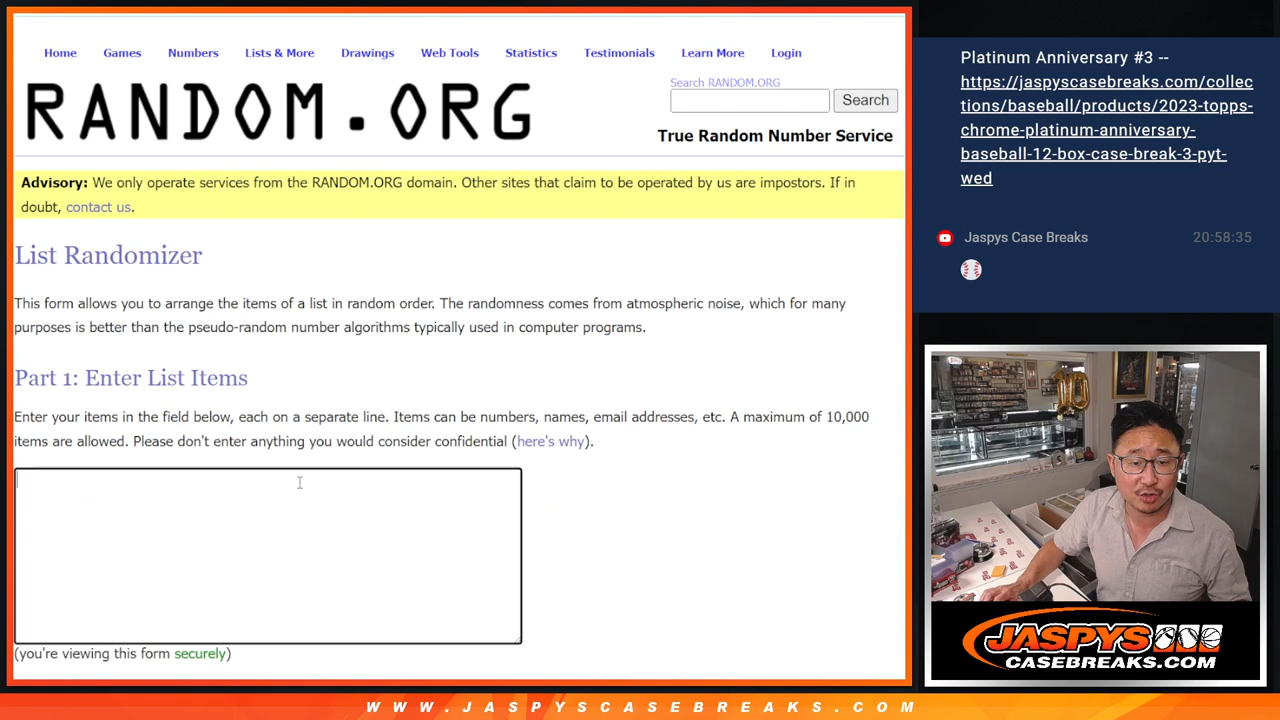 Home Games Numbers Lists & More Drawings Web Tools Statistics Testimonials Learn More Login
RANDOM.ORG
Search RANDOM.ORG
Search
True Random Number Service
Advisory: We only operate services from the RANDOM.ORG domain. Other sites that claim to be operated by us are impostors. If in
doubt, contact us.
List Randomizer
This form allows you to arrange the items of a list in random order. The randomness comes from atmospheric noise, which for many
purposes is better than the pseudo-random number algorithms typically used in computer programs.
Part 1: Enter List Items
Enter your items in the field below, each on a separate line. Items can be numbers, names, email addresses, etc. A maximum of 10,000
items are allowed. Please don't enter anything you would consider confidential (here's why).
(you're viewing this form securely)
Platinum Anniversary #3 --
https://jaspyscasebreaks.com/collec
tions/baseball/products/2023-topps-
chrome-platinum-anniversary-
baseball-12-box-case-break-3-pyt-
wed
Jaspys Case Breaks 20:58:35
10
JASPYS
CASEBREAKS.COM
WWW.JASPYSCASEBREAKS.COM